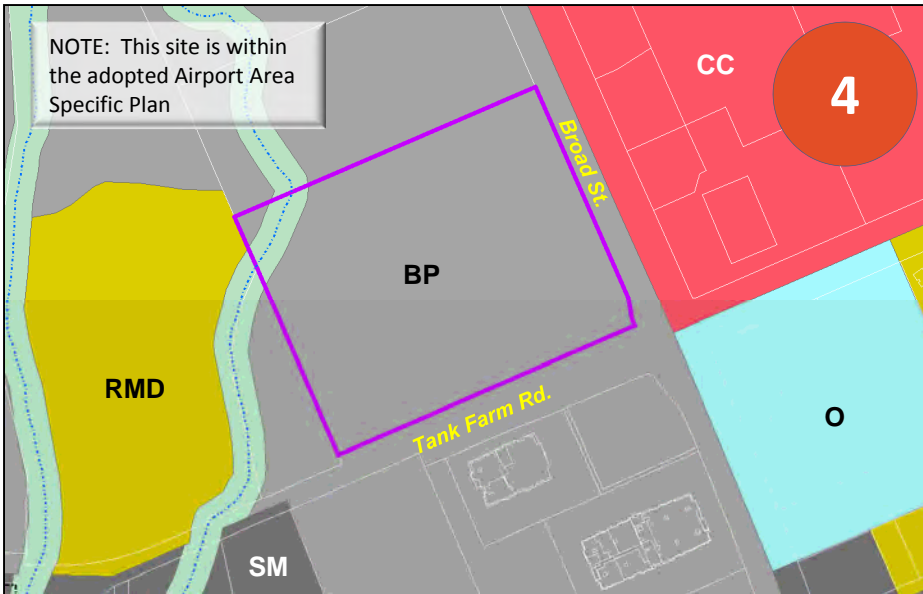 NOTE:  This site is within
the adopted Airport Area
Specific Plan
CC
4
Broad St.
BP
RMD
Tank Farm Rd.
O
SM